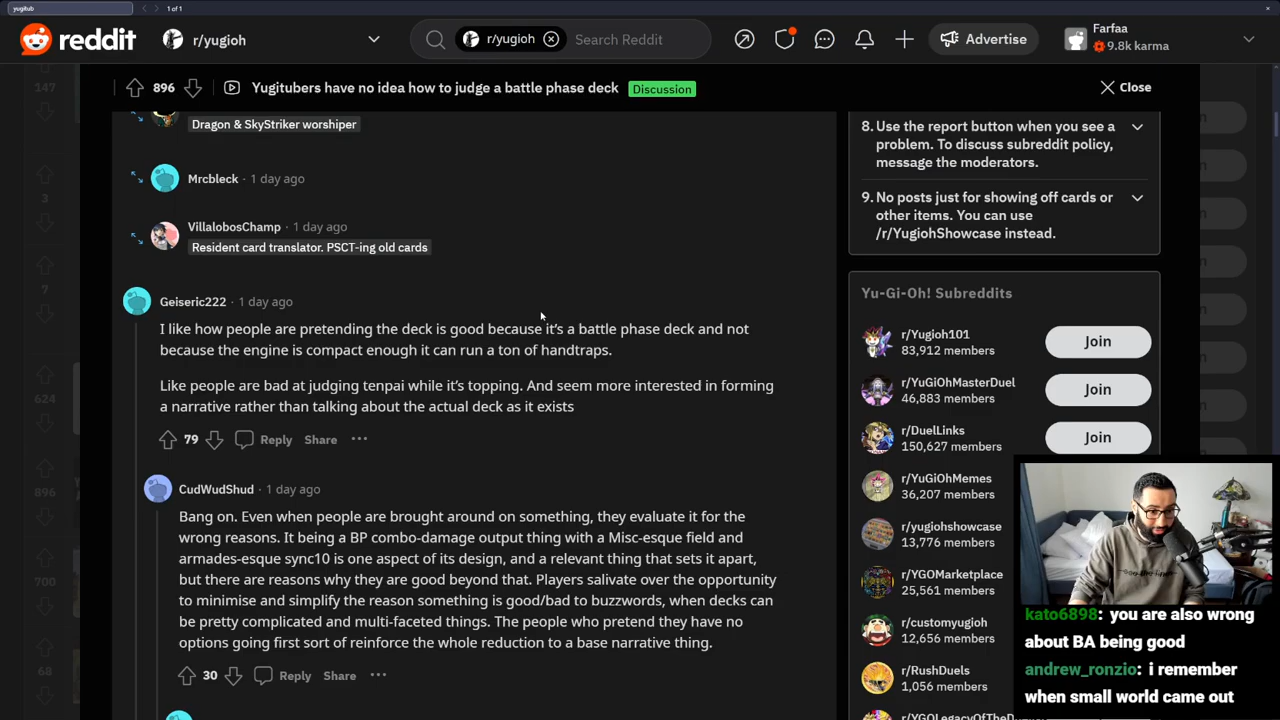 yugitub
1 of 1
reddit
r/yugioh
r/yugioh
Search Reddit
Advertise
Farfaa
9.8k karma
147
3
7
624
896
700
68
896
Yugitubers have no idea how to judge a battle phase deck
Discussion
Close
Dragon & SkyStriker worshiper
Mrcbleck · 1 day ago
VillalobosChamp · 1 day ago
Resident card translator. PSCT-ing old cards
Geiseric222 · 1 day ago
I like how people are pretending the deck is good because it's a battle phase deck and not
because the engine is compact enough it can run a ton of handtraps.
Like people are bad at judging tenpai while it's topping. And seem more interested in forming
a narrative rather than talking about the actual deck as it exists
79
Reply
Share
CudWudShud · 1 day ago
Bang on. Even when people are brought around on something, they evaluate it for the
wrong reasons. It being a BP combo-damage output thing with a Misc-esque field and
armades-esque sync10 is one aspect of its design, and a relevant thing that sets it apart,
but there are reasons why they are good beyond that. Players salivate over the opportunity
to minimise and simplify the reason something is good/bad to buzzwords, when decks can
be pretty complicated and multi-faceted things. The people who pretend they have no
options going first sort of reinforce the whole reduction to a base narrative thing.
30
Reply
Share
8. Use the report button when you see a
problem. To discuss subreddit policy,
message the moderators.
9. No posts just for showing off cards or
other items. You can use
/r/YugiohShowcase instead.
Yu-Gi-Oh! Subreddits
r/Yugioh101
83,912 members
Join
r/YuGiOhMasterDuel
46,883 members
Join
r/DuelLinks
150,627 members
Join
r/YuGiOhMemes
36,207 members
r/yugiohshowcase
13,776 members
r/YGOMarketplace
25,561 members
r/customyugioh
12,656 members
r/RushDuels
1,056 members
kato6898: you are also wrong
about BA being good
andrew_ronzio: i remember
when small world came out